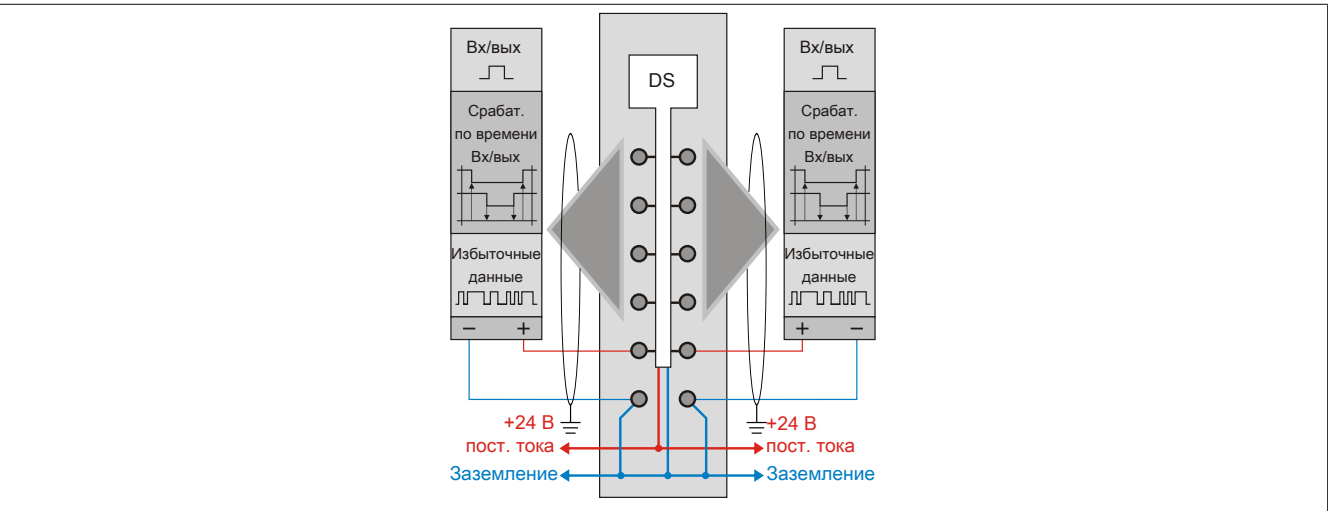 Вх/вых
Срабат.
по времени
Вх/вых
Избыточные
данные
− +
DS
Вх/вых
Срабат.
по времени
Вх/вых
Избыточные
данные
+ −
+24 В
пост. тока
Заземление
+24 В
пост. тока
Заземление